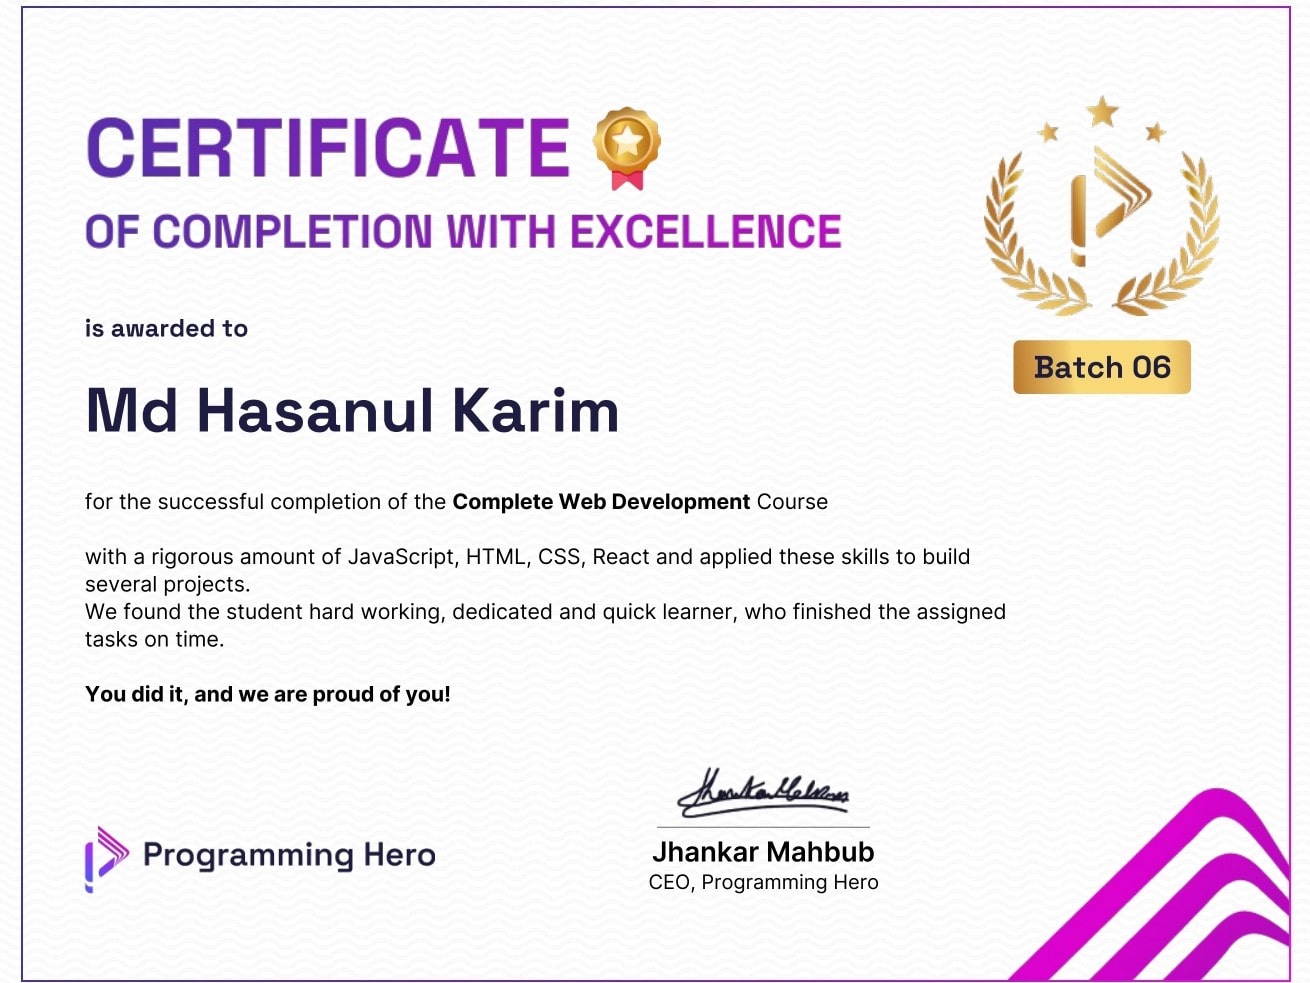 CERTIFICATE
OF COMPLETION WITH EXCELLENCE
Batch 06
is awarded to
Md Hasanul Karim
for the successful completion of the Complete Web Development Course
with a rigorous amount of JavaScript, HTML, CSS, React and applied these skills to build
several projects.
We found the student hard working, dedicated and quick learner, who finished the assigned
tasks on time.
You did it, and we are proud of you!
Programming Hero
Jhankar Mahbub
Jhankar Mahbub
CEO, Programming Hero